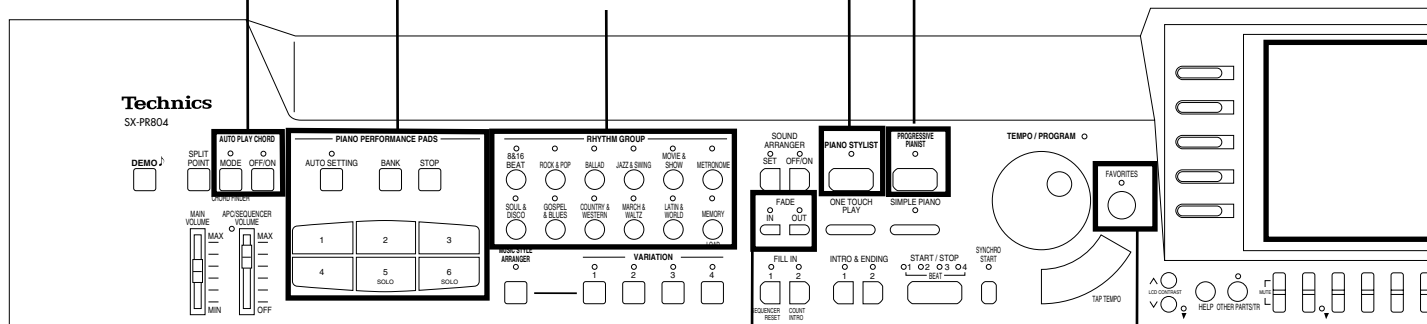 Technics
SX-PR804
DEMO♪
SPLIT
POINT
AUTO PLAY CHORD
MODE OFF/ON
CHORD FINDER
PIANO PERFORMANCE PADS
AUTO SETTING BANK STOP
1 2 3
4 5 6
SOLO SOLO
MAIN
VOLUME
MAX
MIN
APC/SEQUENCER
VOLUME
MAX
OFF
RHYTHM GROUP
8&16
BEAT
ROCK & POP
BALLAD
JAZZ & SWING
MOVIE &
SHOW
METRONOME
SOUL &
DISCO
GOSPEL
& BLUES
COUNTRY &
WESTERN
MARCH &
WALTZ
LATIN &
WORLD
MEMORY
LOAD
MUSIC STYLE
ARRANGER
VARIATION
1 2 3 4
SOUND
ARRANGER
SET OFF/ON
FADE
IN OUT
FILL IN
1 2
EQUENCER
RESET
COUNT
INTRO
PIANO STYLIST
ONE TOUCH
PLAY
PROGRESSIVE
PIANIST
SIMPLE PIANO
INTRO & ENDING
1 2
START / STOP
1 2 3 4
BEAT
SYNCHRO
START
TEMPO / PROGRAM
TAP TEMPO
FAVORITES
LCD CONTRAST
HELP
OTHER PARTS/TR
MUTE